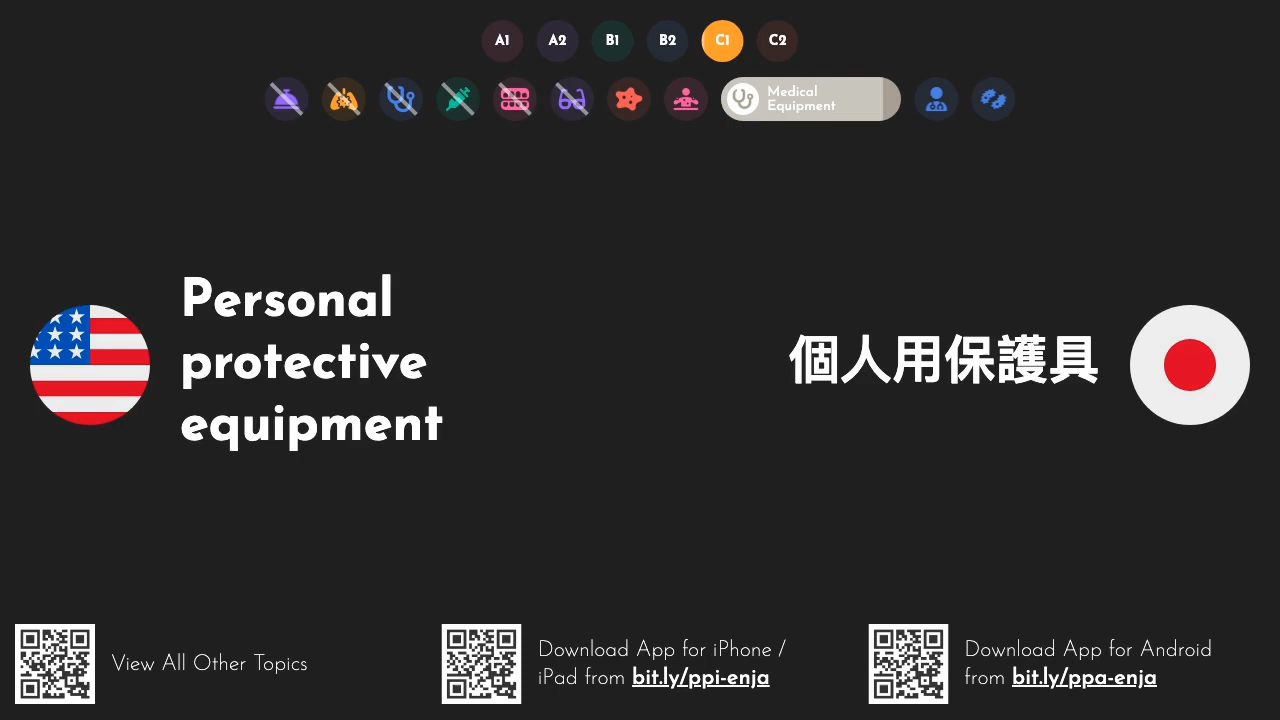 A1 A2 B1 B2 C1 C2
Medical
Equipment
Personal
protective
equipment
個人用保護具
View All Other Topics
Download App for iPhone /
iPad from bit.ly/ppi-enja
Download App for Android
from bit.ly/ppa-enja